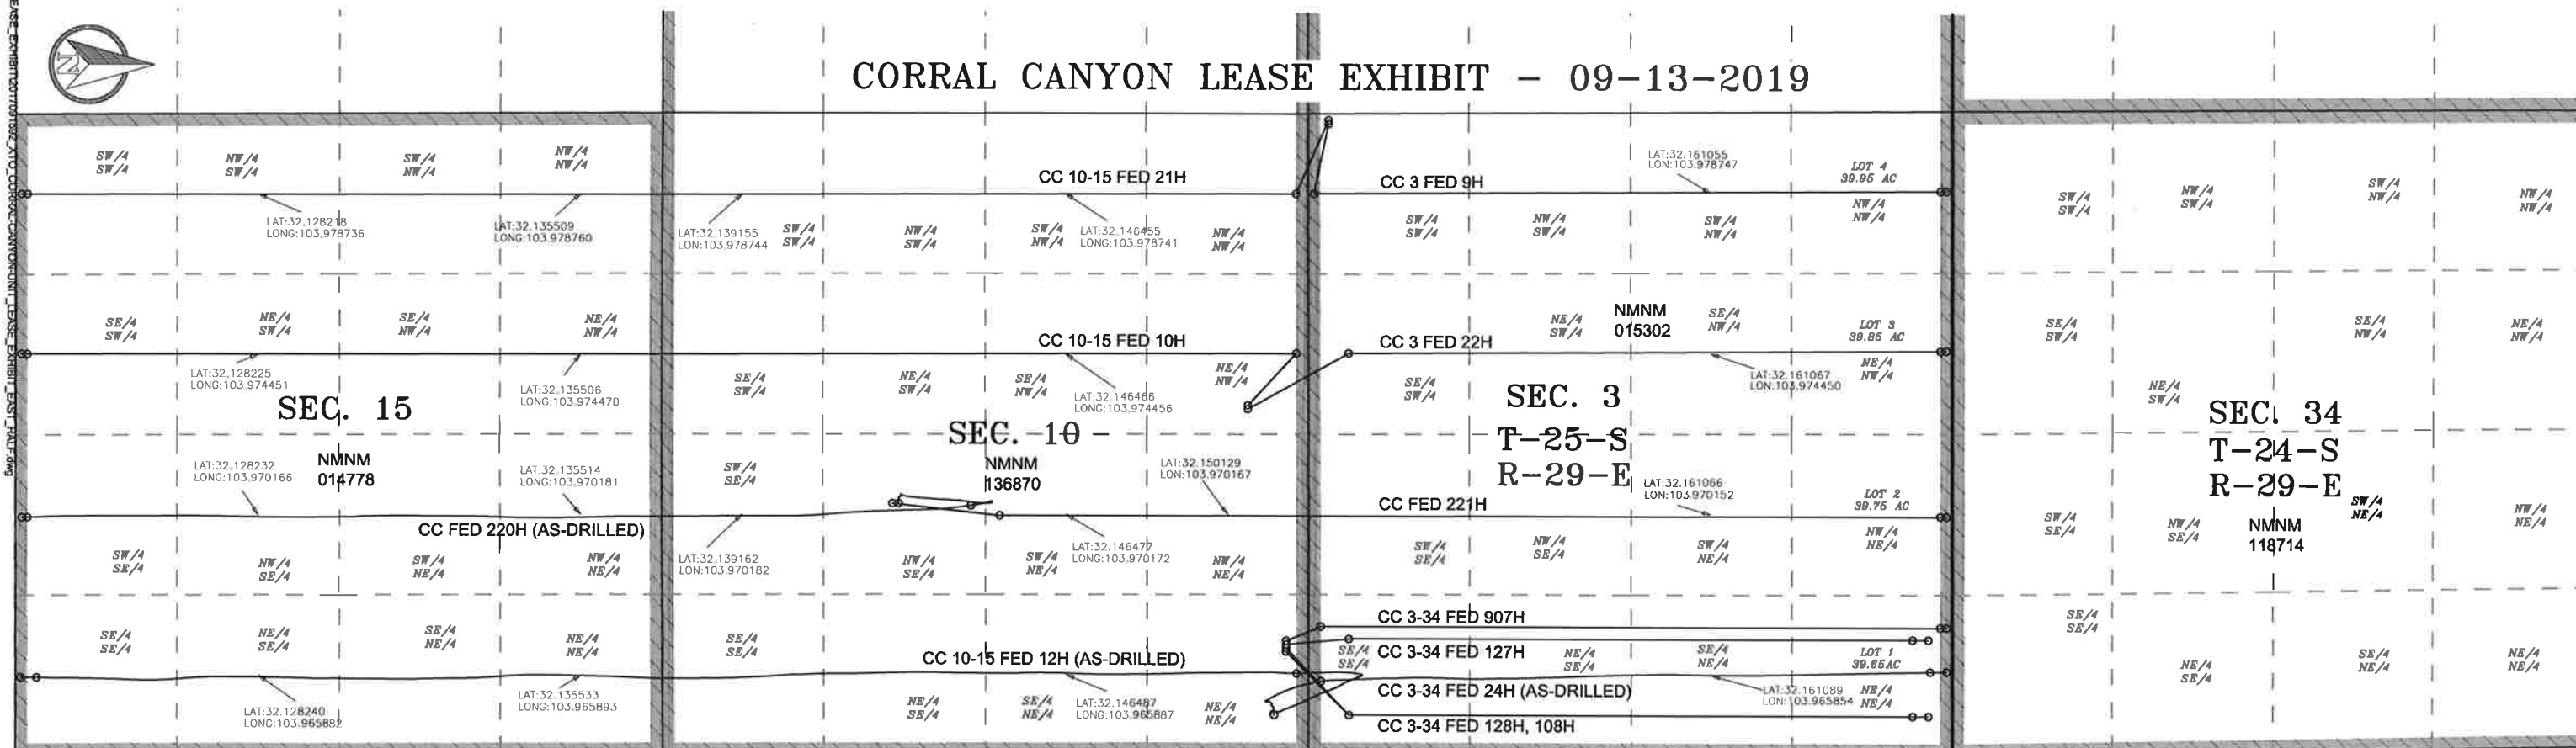 EASE_EXHIBIT\2017091592_XTO_CORRAL-CANYON-UNIT_LEASE_EXHIBIT_EAST_HALF.dwg
N
CORRAL CANYON LEASE EXHIBIT - 09-13-2019
SW/4
SW/4
NW/4
SW/4
SW/4
NW/4
NW/4
NW/4
LAT:32.128218
LONG:103.978736
LAT:32.135509
LONG:103.978760
SE/4
SW/4
NE/4
SW/4
SE/4
NW/4
NE/4
NW/4
LAT:32.128225
LONG:103.974451
LAT:32.135506
LONG:103.974470
SEC. 15
NMNM
014778
LAT:32.128232
LONG:103.970166
LAT:32.135514
LONG:103.970181
CC FED 220H (AS-DRILLED)
SW/4
SE/4
NW/4
SE/4
SW/4
NE/4
NW/4
NE/4
SE/4
SE/4
NE/4
SE/4
SE/4
NE/4
NE/4
NE/4
LAT:32.128240
LONG:103.965882
LAT:32.135533
LONG:103.965893
CC 10-15 FED 21H
LAT:32.139155
LON:103.978744
SW/4
SW/4
NW/4
SW/4
SW/4
NW/4
LAT:32.146455
LONG:103.978741
NW/4
NW/4
CC 10-15 FED 10H
SE/4
SW/4
NE/4
SW/4
SE/4
NW/4
LAT:32.146466
LONG:103.974456
NE/4
NW/4
SEC. 10
NMNM
136870
SW/4
SE/4
LAT:32.150129
LON:103.970167
LAT:32.139162
LON:103.970182
NW/4
SE/4
SW/4
NE/4
LAT:32.146477
LONG:103.970172
NW/4
NE/4
SE/4
SE/4
CC 10-15 FED 12H (AS-DRILLED)
NE/4
SE/4
SE/4
NE/4
LAT:32.146487
LONG:103.965887
NE/4
NE/4
CC 3 FED 9H
LAT:32.161055
LON:103.978747
LOT 4
39.95 AC
NW/4
NW/4
SW/4
SW/4
NW/4
SW/4
SW/4
NW/4
NE/4
SW/4
NMNM
015302
SE/4
NW/4
LOT 3
39.85 AC
NE/4
NW/4
CC 3 FED 22H
SE/4
SW/4
LAT:32.161067
LON:103.974450
SEC. 3
T-25-S
R-29-E
LAT:32.161066
LON:103.970152
LOT 2
39.75 AC
CC FED 221H
NW/4
NE/4
SW/4
SE/4
NW/4
SE/4
SW/4
NE/4
CC 3-34 FED 907H
SE/4
SE/4
CC 3-34 FED 127H
NE/4
SE/4
SE/4
NE/4
LOT 1
39.65AC
CC 3-34 FED 24H (AS-DRILLED)
LAT:32.161089
LON:103.965854
NE/4
NE/4
CC 3-34 FED 128H, 108H
SW/4
SW/4
NW/4
SW/4
SW/4
NW/4
NW/4
NW/4
SE/4
SW/4
SE/4
NW/4
NE/4
NW/4
NE/4
SW/4
SEC. 34
T-24-S
R-29-E
NMNM
118714
SW/4
SE/4
NW/4
SE/4
SW/4
NE/4
NW/4
NE/4
SE/4
SE/4
NE/4
SE/4
SE/4
NE/4
NE/4
NE/4